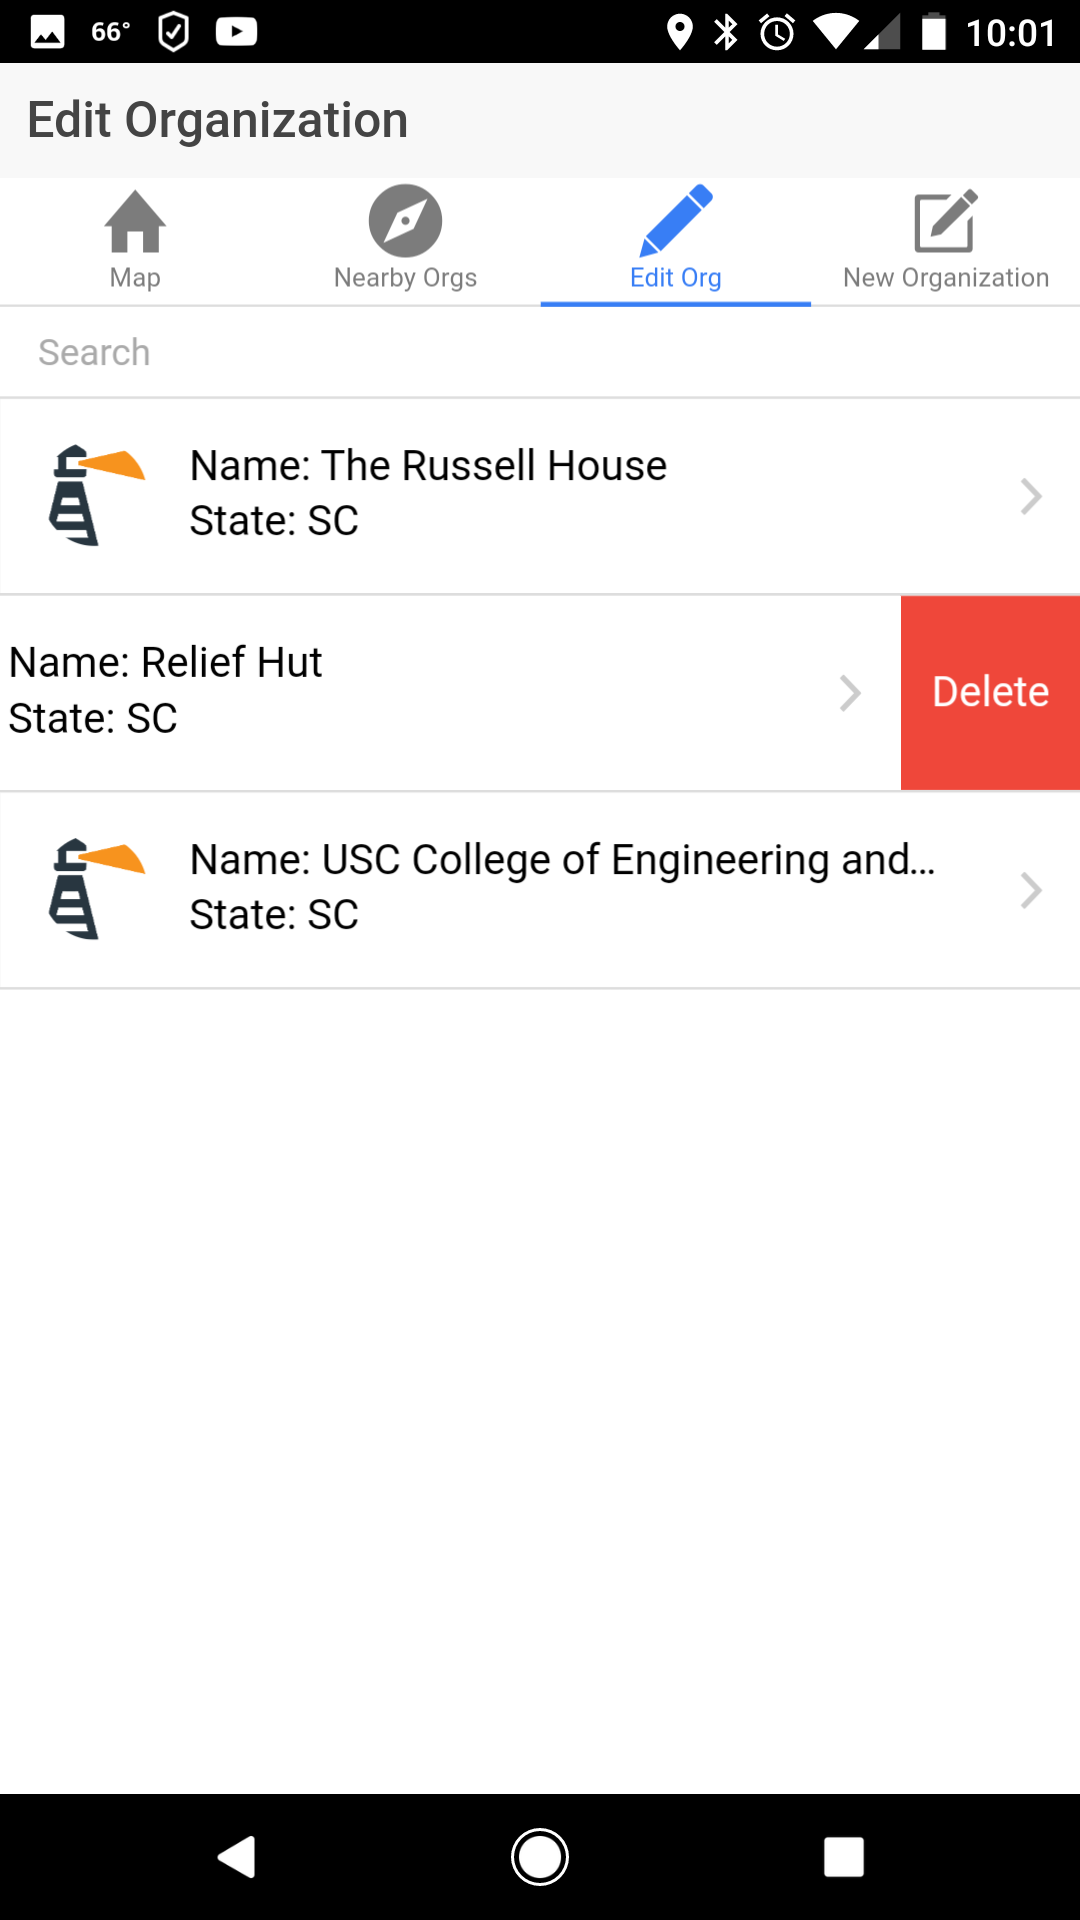 66° 10:01
Edit Organization
Map Nearby Orgs Edit Org New Organization
Search
Name: The Russell House
State: SC
Name: Relief Hut
State: SC
Delete
Name: USC College of Engineering and...
State: SC